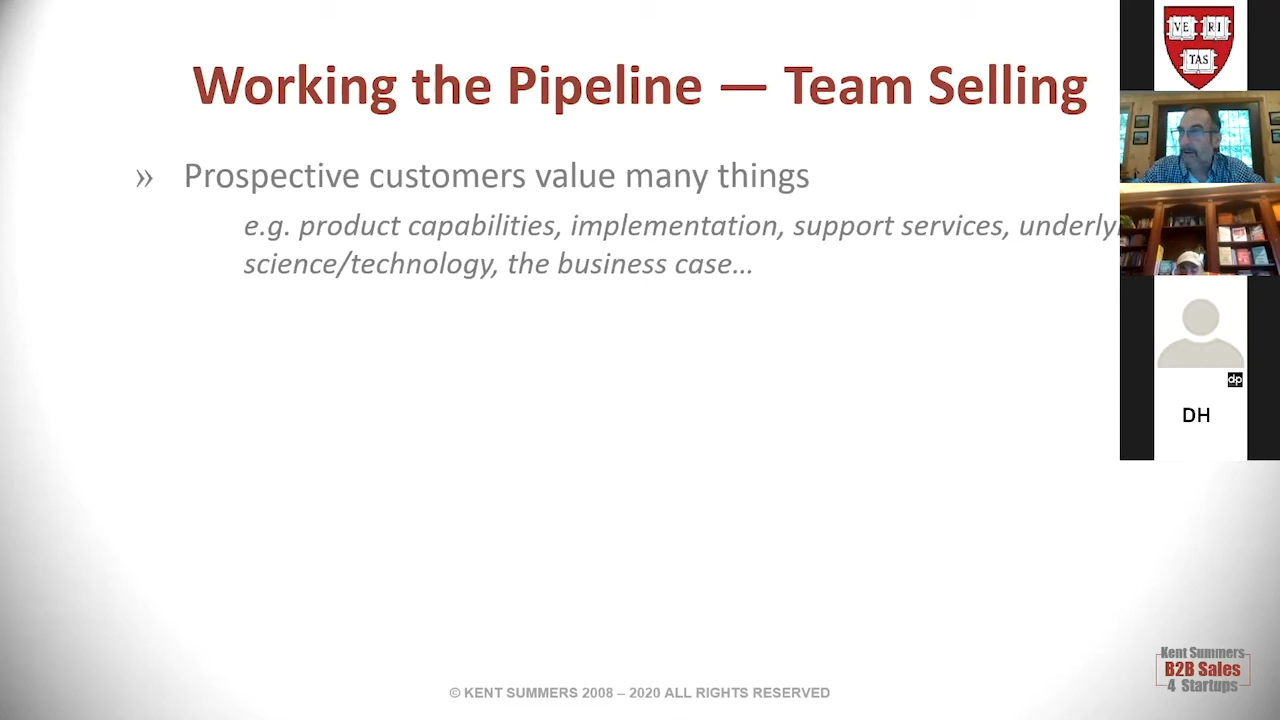 Working the Pipeline — Team Selling
» Prospective customers value many things
e.g. product capabilities, implementation, support services,
science/technology, the business case...
VE RI
TAS
dp
DH
Kent Summers
B2B Sales
4 Startups
© KENT SUMMERS 2008 – 2020 ALL RIGHTS RESERVED